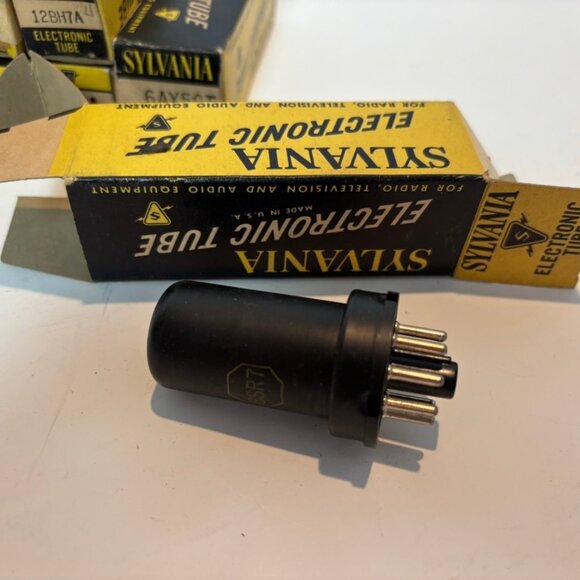 12BH7A
ELECTRONIC
TUBE
TUBE
SYLVANIA
FOR RADIO, TELEVISION AND AUDIO EQUIPMENT
ELECTRONIC TUBE
SYLVANIA
FOR RADIO, TELEVISION AND AUDIO EQUIPMENT
S
MADE IN U.S.A.
ELECTRONIC TUBE
SYLVANIA
SYLVANIA
S
ELECTRONIC
TUBE
6SR7